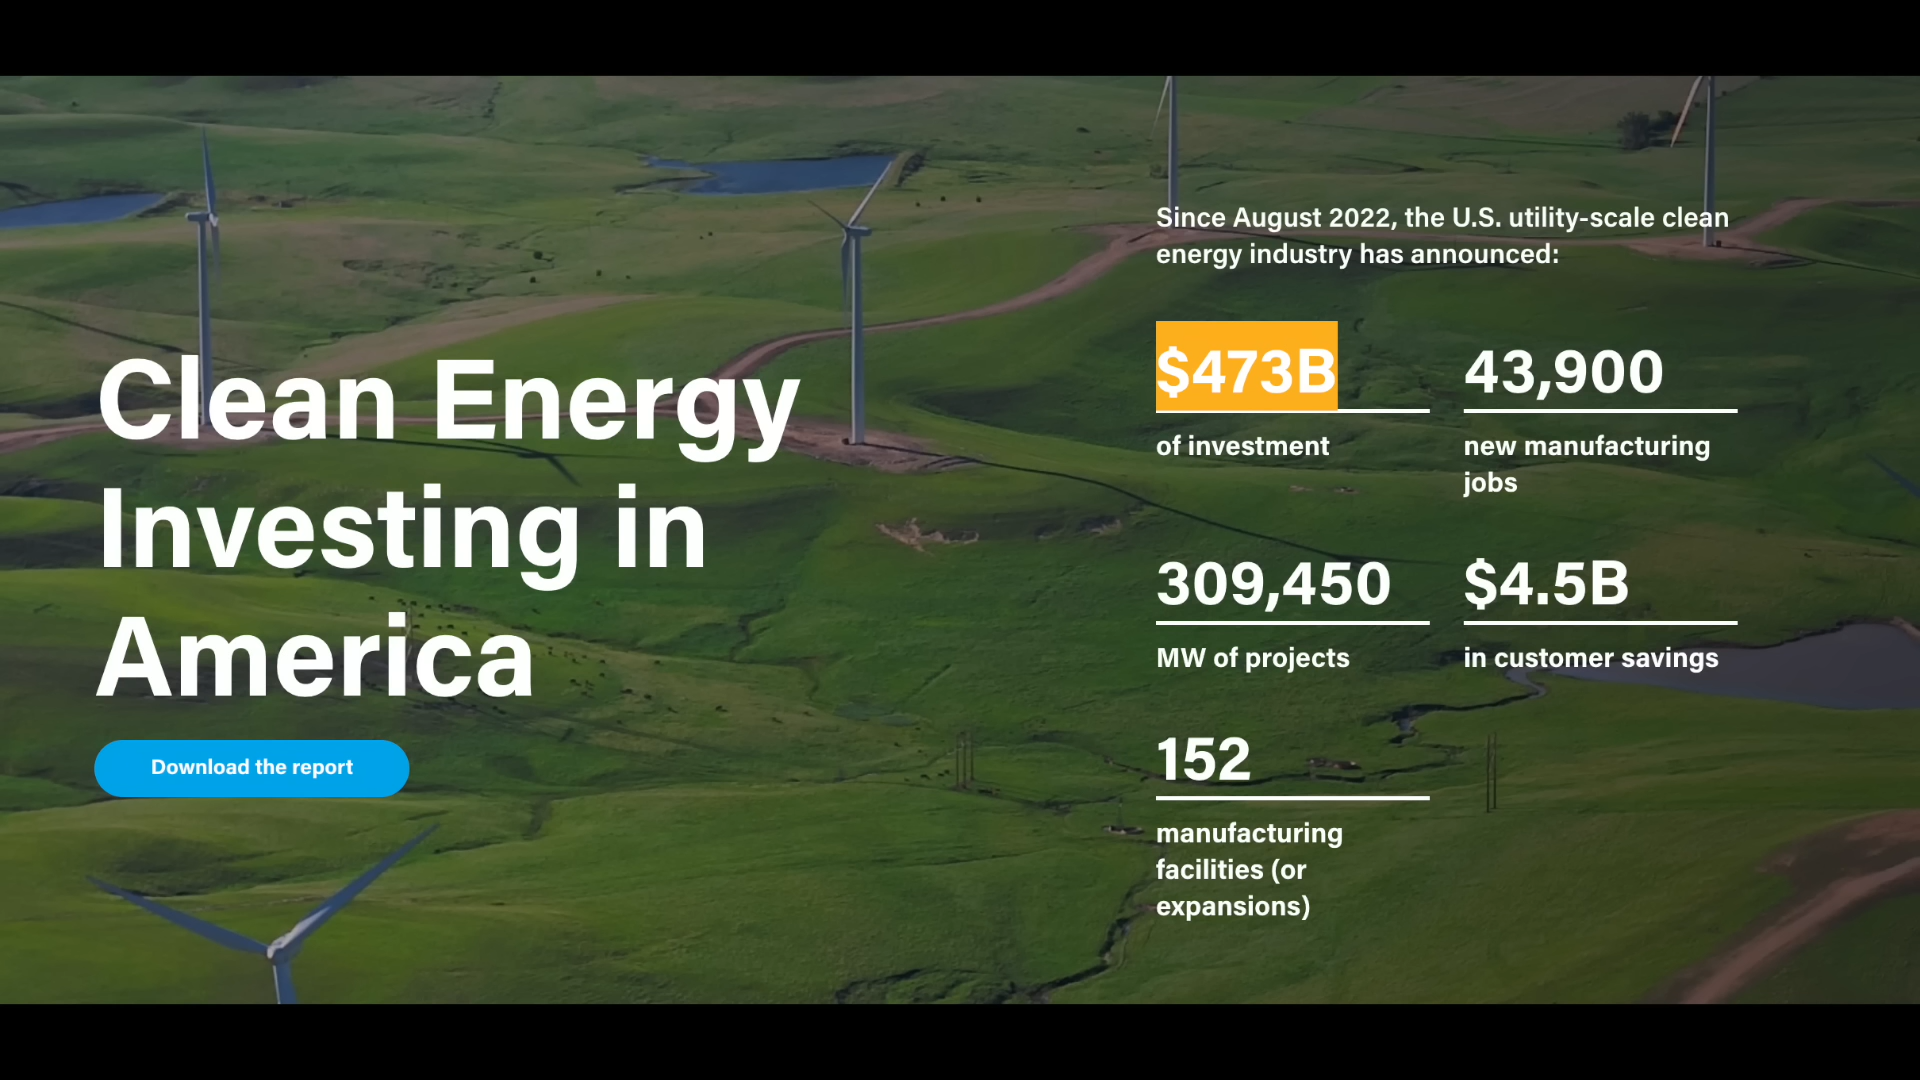 Clean Energy
Investing in
America
Download the report
Since August 2022, the U.S. utility-scale clean
energy industry has announced:
$473B
of investment
43,900
new manufacturing
jobs
309,450
MW of projects
$4.5B
in customer savings
152
manufacturing
facilities (or
expansions)